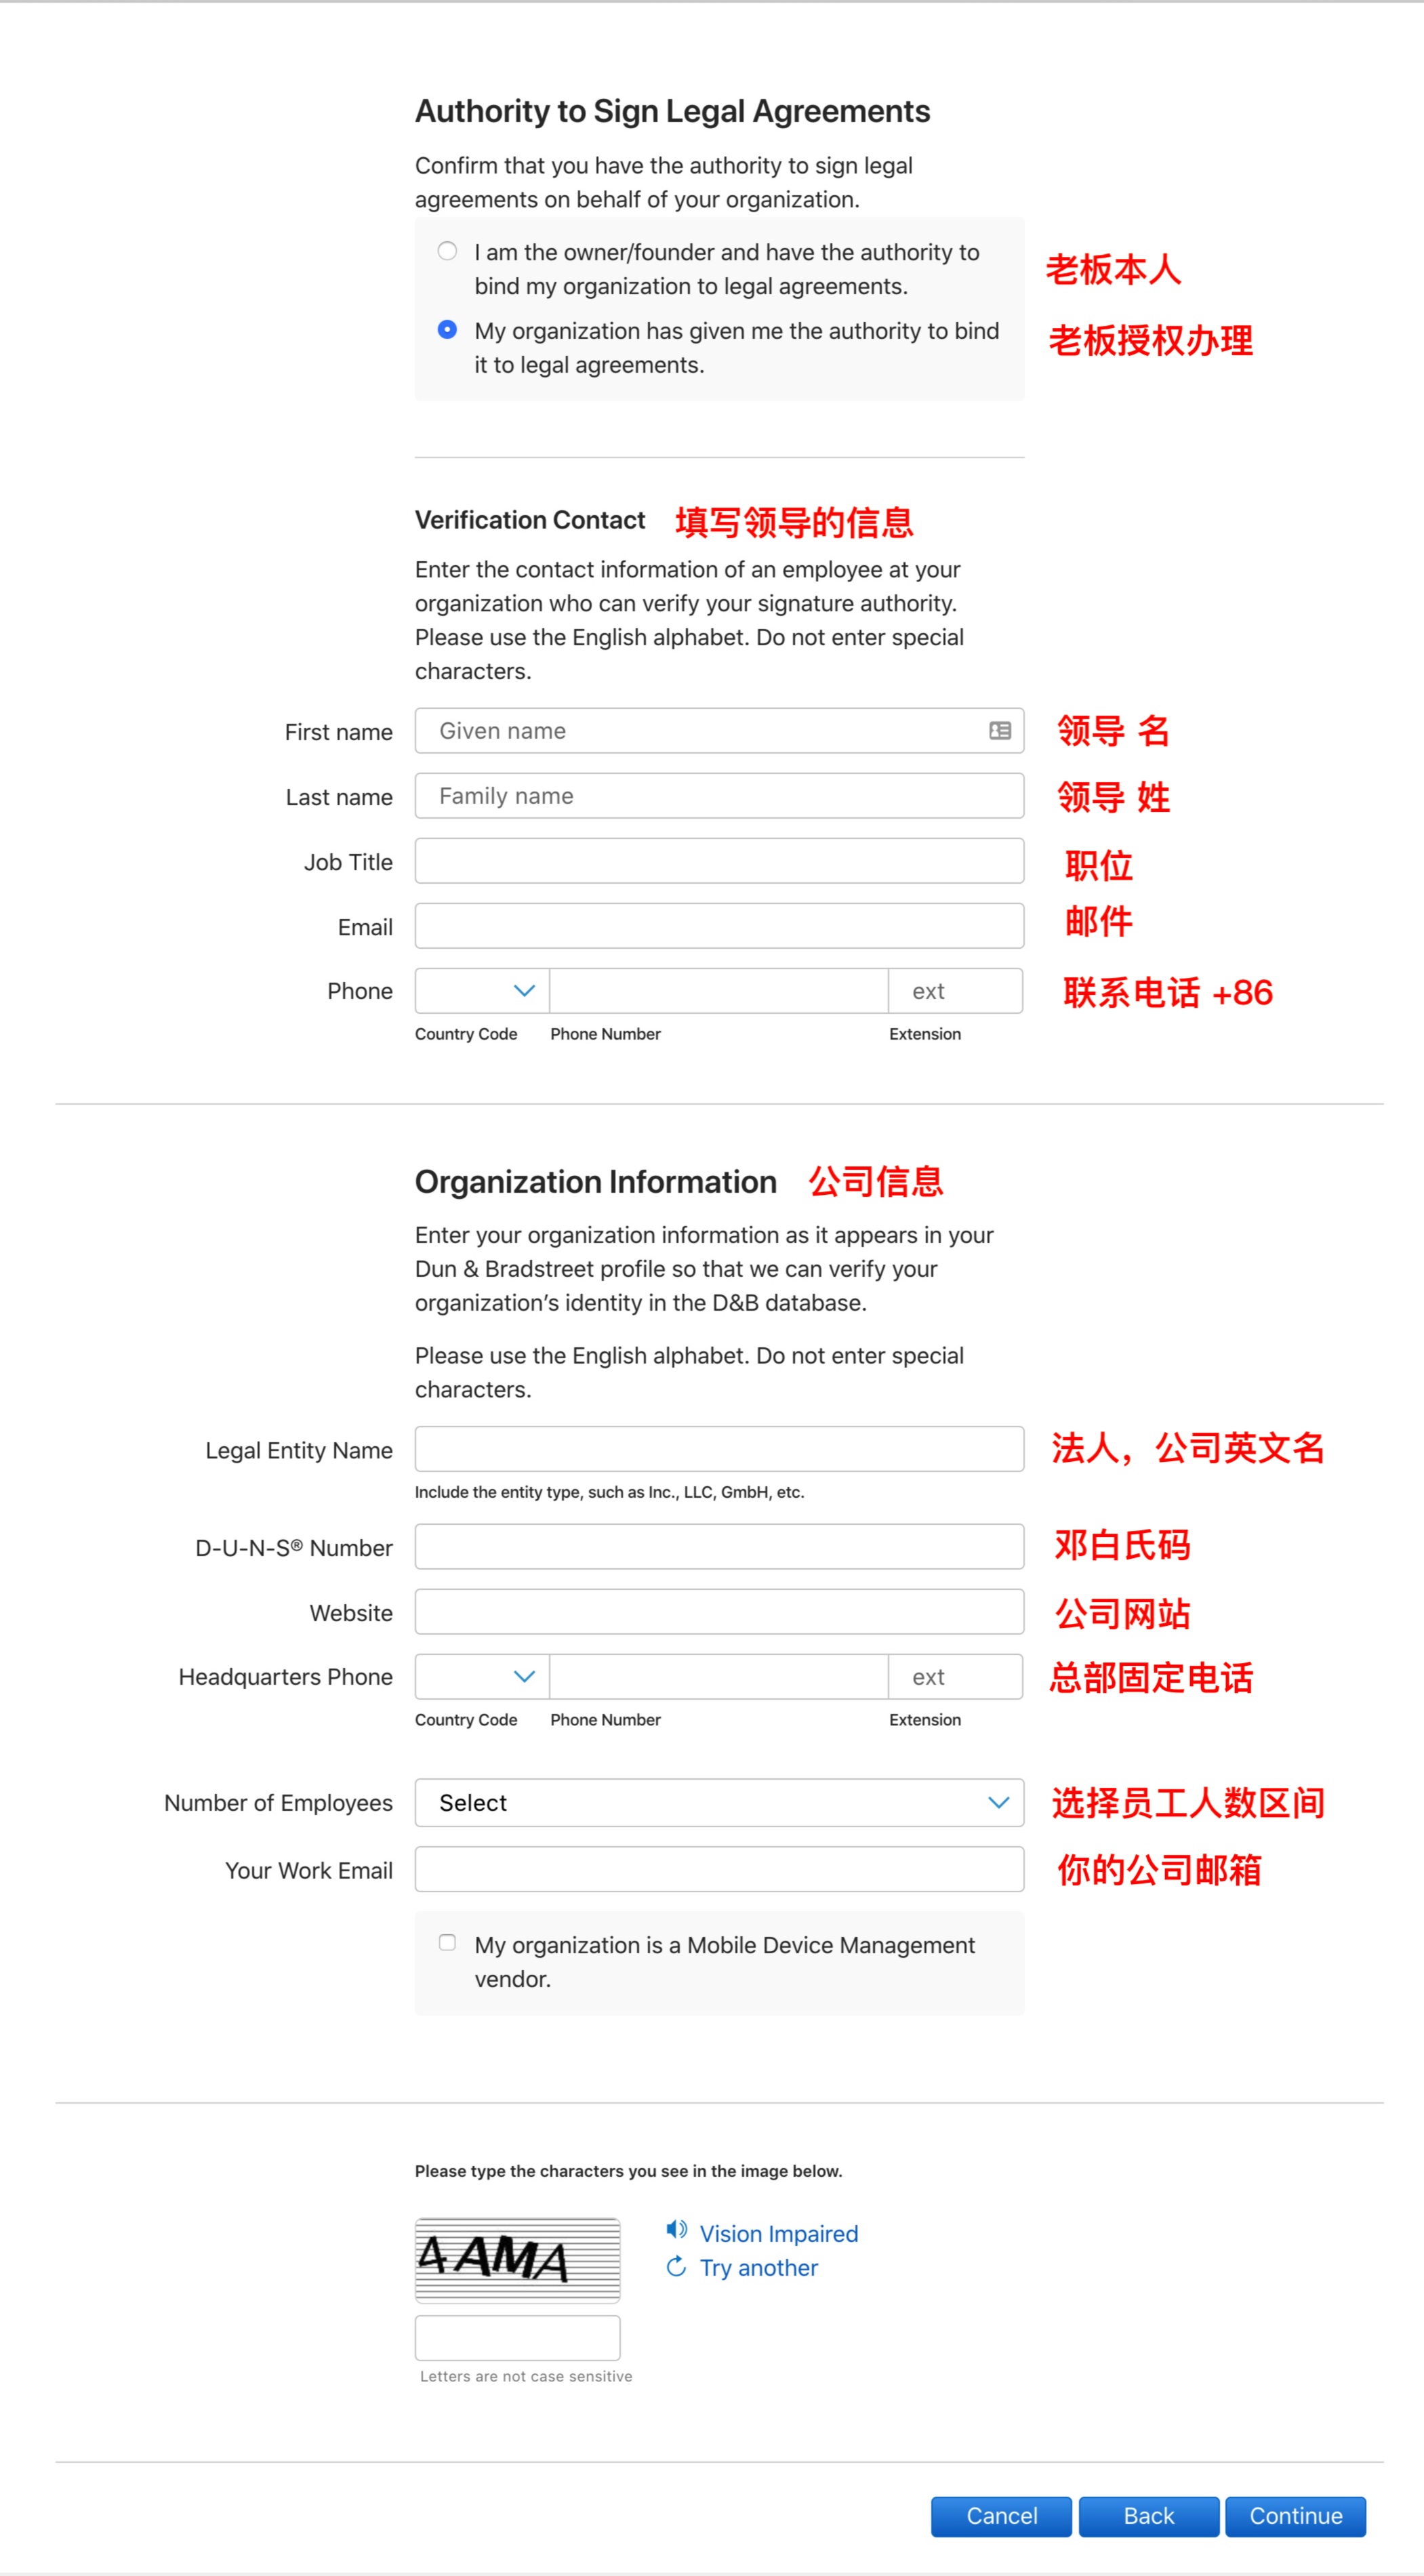 Authority to Sign Legal Agreements
Confirm that you have the authority to sign legal
agreements on behalf of your organization.
I am the owner/founder and have the authority to
bind my organization to legal agreements.
老板本人
My organization has given me the authority to bind
it to legal agreements.
老板授权办理
Verification Contact 填写领导的信息
Enter the contact information of an employee at your
organization who can verify your signature authority.
Please use the English alphabet. Do not enter special
characters.
First name Given name 领导 名
Last name Family name 领导 姓
Job Title 职位
Email 邮件
Phone ext 联系电话 +86
Country Code Phone Number Extension
Organization Information 公司信息
Enter your organization information as it appears in your
Dun & Bradstreet profile so that we can verify your
organization's identity in the D&B database.
Please use the English alphabet. Do not enter special
characters.
Legal Entity Name 法人，公司英文名
Include the entity type, such as Inc., LLC, GmbH, etc.
D-U-N-S® Number 邓白氏码
Website 公司网站
Headquarters Phone ext 总部固定电话
Country Code Phone Number Extension
Number of Employees Select 选择员工人数区间
Your Work Email 你的公司邮箱
My organization is a Mobile Device Management
vendor.
Please type the characters you see in the image below.
4AMA
Vision Impaired
Try another
Letters are not case sensitive
Cancel Back Continue